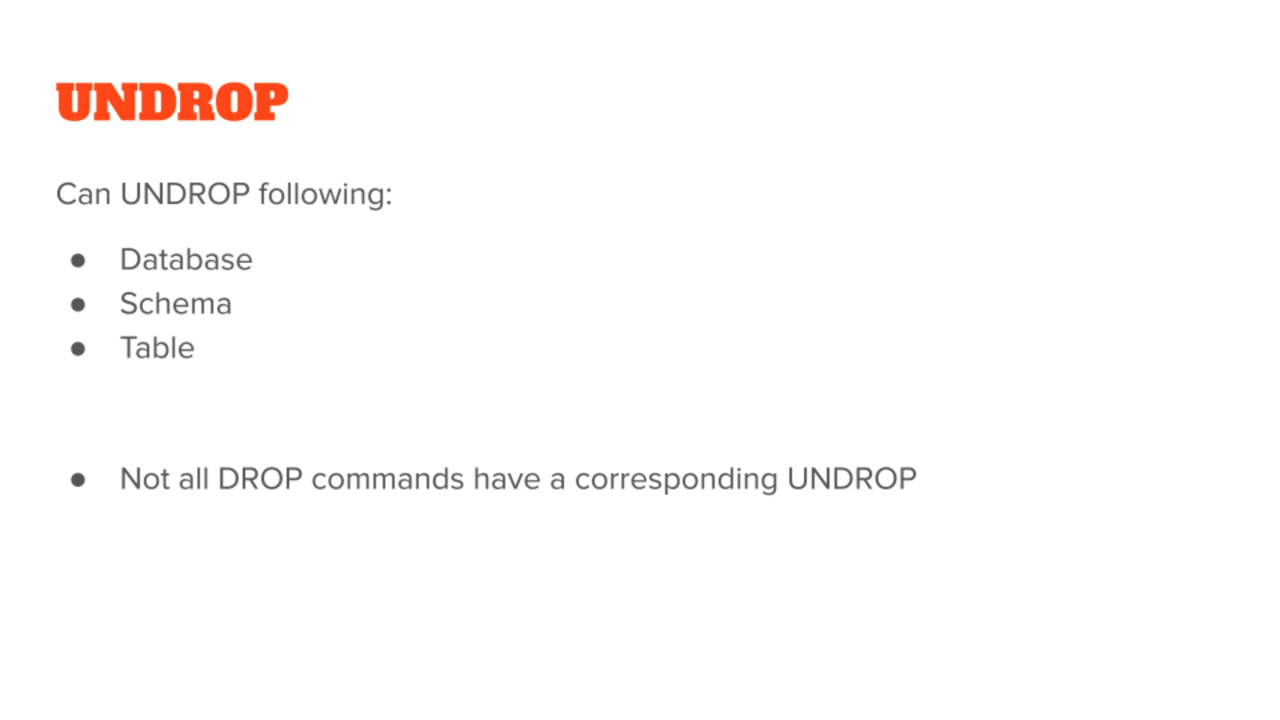 UNDROP
Can UNDROP following:
● Database
● Schema
● Table
● Not all DROP commands have a corresponding UNDROP